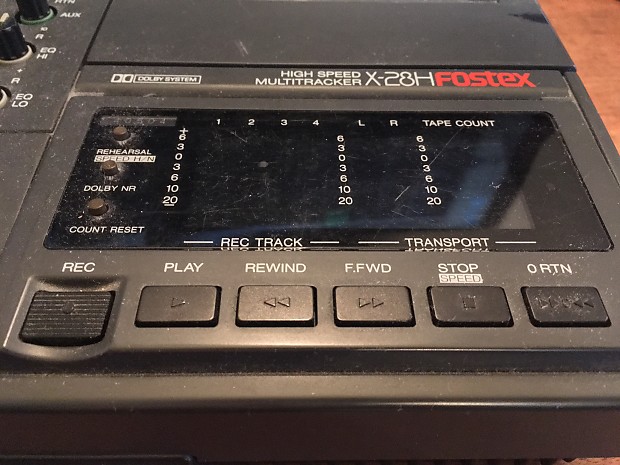 RTN
AUX
R
EQ
HI
R
EQ
LO
DOLBY SYSTEM
HIGH SPEED
MULTITRACKER X-28H FOSTEX
1 2 3 4 L R TAPE COUNT
+
6 6 6
3 3 3
REHEARSAL
SPEED H/N
0 0 0
3 3 3
6 6 6
DOLBY NR
10 10 10
20 20 20
COUNT RESET
REC TRACK TRANSPORT
REC PLAY REWIND F.FWD STOP 0 RTN
SPEED